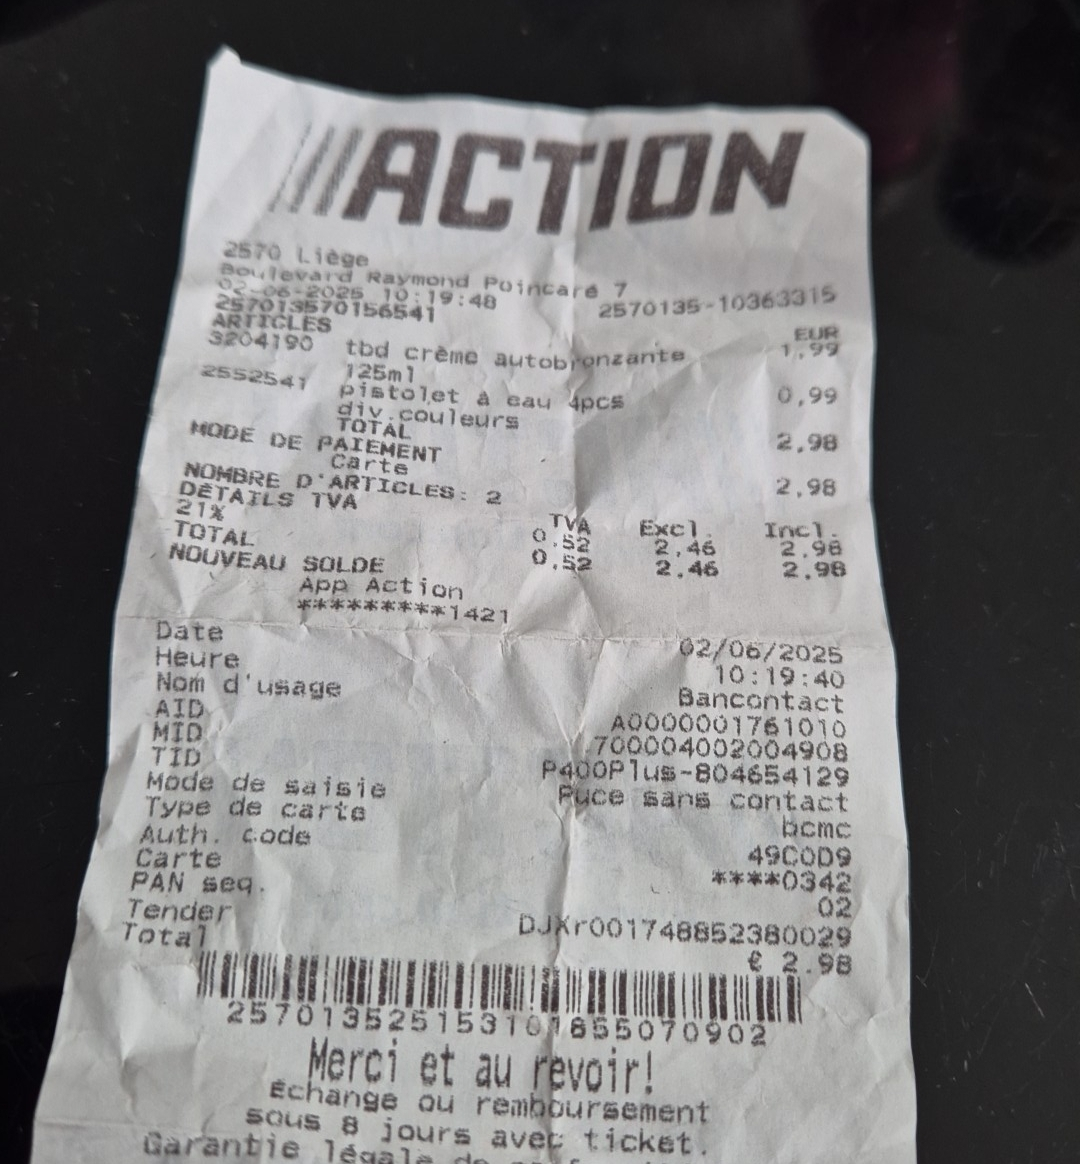 ACTION
2570 Liège
Boulevard Raymond Poincaré 7
02-06-2025 10:19:48 2570135-10363315
257013570156541
ARTICLES EUR
3204190 tbd crème autobronzante 1,99
125ml
2552541 pistolet à eau 4pcs 0,99
div.couleurs
TOTAL 2,98
MODE DE PAIEMENT
Carte 2,98
NOMBRE D'ARTICLES: 2
DÉTAILS TVA TVA Excl. Incl.
21% 0,52 2,46 2,98
TOTAL 0,52 2,46 2,98
NOUVEAU SOLDE
App Action
*********1421
Date 02/06/2025
Heure 10:19:40
Nom d'usage Bancontact
AID A0000001761010
MID 700004002004908
TID P400Plus-804654129
Mode de saisie Puce sans contact
Type de carte bcmc
Auth. code 49C0D9
Carte ****0342
PAN seq. 02
Tender DJXr001748852380029
Total € 2.98
257013525153101855070902
Merci et au revoir!
Échange ou remboursement
sous 8 jours avec ticket.
Garantie légale de